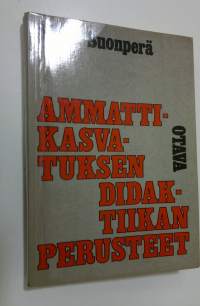 Suonperä
AMMATTI-
KASVA-
TUKSEN
DIDAK-
TIIKAN
PERUSTEET
OTAVA